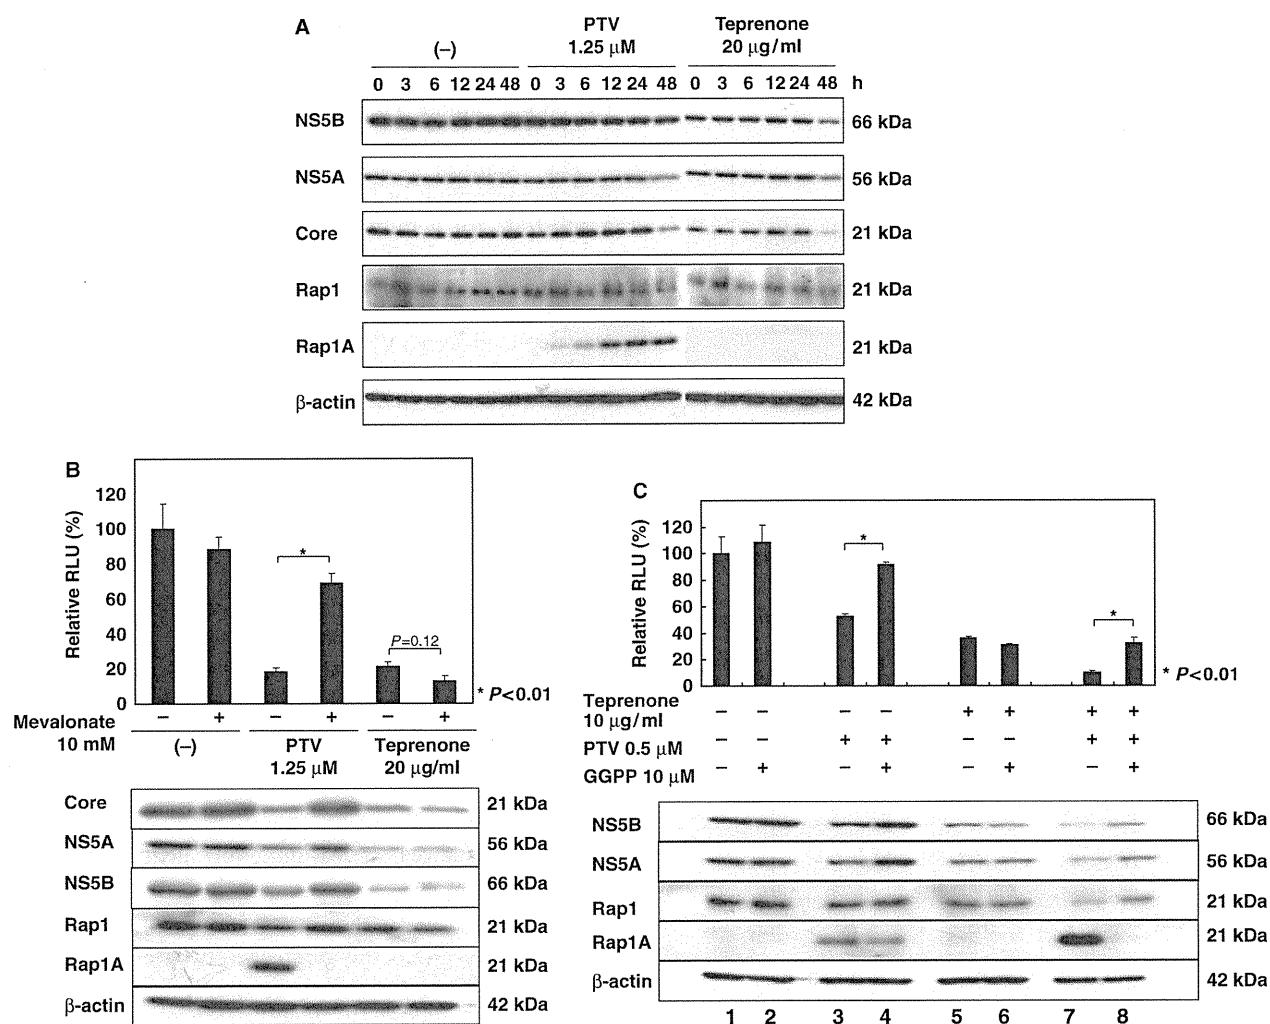 A
PTV
Teprenone
(–) 1.25 μM 20 μg/ml
0 3 6 12 24 48 0 3 6 12 24 48 0 3 6 12 24 48 h
NS5B 66 kDa
NS5A 56 kDa
Core 21 kDa
Rap1 21 kDa
Rap1A 21 kDa
β-actin 42 kDa
B
Relative RLU (%)
120
100
80
60
40
20
0
*
P=0.12
* P<0.01
Mevalonate – + – + – +
10 mM (–) PTV Teprenone
1.25 μM 20 μg/ml
Core 21 kDa
NS5A 56 kDa
NS5B 66 kDa
Rap1 21 kDa
Rap1A 21 kDa
β-actin 42 kDa
C
Relative RLU (%)
120
100
80
60
40
20
0
*
*
* P<0.01
Teprenone
10 μg/ml – – – – + + + +
PTV 0.5 μM – – + + – – + +
GGPP 10 μM – + – + – + – +
NS5B 66 kDa
NS5A 56 kDa
Rap1 21 kDa
Rap1A 21 kDa
β-actin 42 kDa
1 2 3 4 5 6 7 8